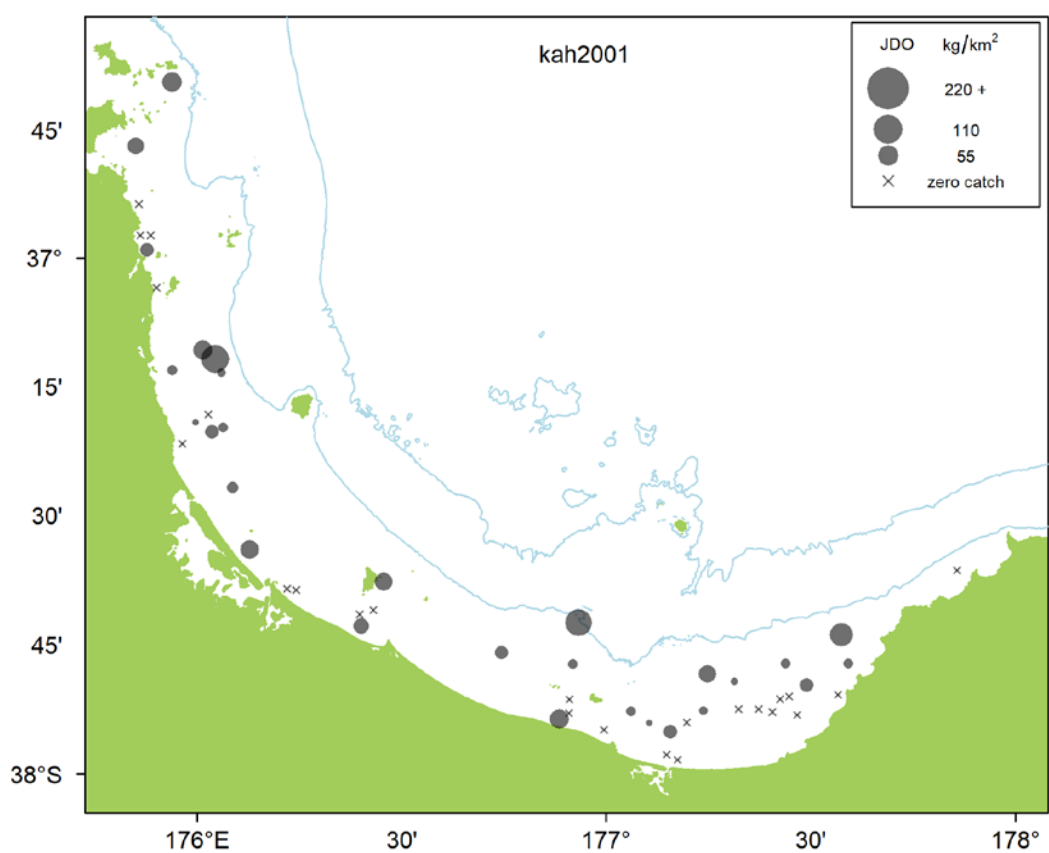 kah2001
JDO kg/km²
220 +
110
55
zero catch
45'
37°
15'
30'
45'
38°S
176°E 30' 177° 30' 178°